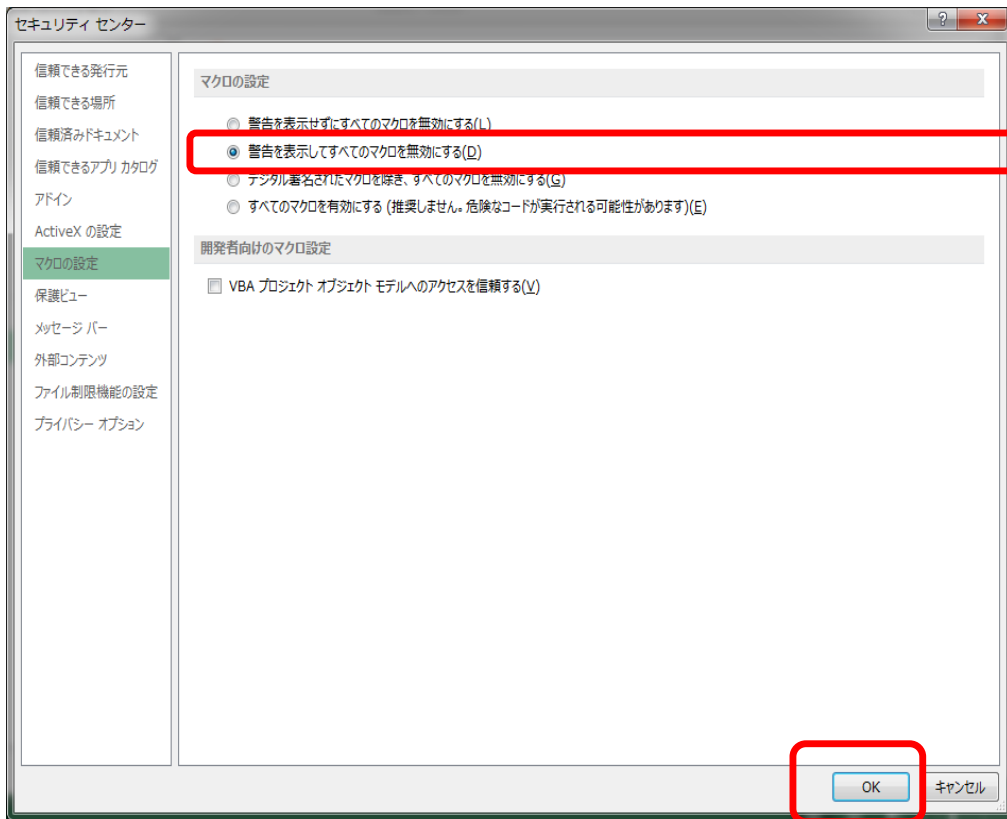 セキュリティ センター
信頼できる発行元
信頼できる場所
信頼済みドキュメント
信頼できるアプリ カタログ
アドイン
ActiveX の設定
マクロの設定
保護ビュー
メッセージ バー
外部コンテンツ
ファイル制限機能の設定
プライバシー オプション
マクロの設定
警告を表示せずにすべてのマクロを無効にする(L)
警告を表示してすべてのマクロを無効にする(D)
デジタル署名されたマクロを除き、すべてのマクロを無効にする(G)
すべてのマクロを有効にする (推奨しません。危険なコードが実行される可能性があります)(E)
開発者向けのマクロ設定
VBA プロジェクト オブジェクト モデルへのアクセスを信頼する(V)
OK
キャンセル